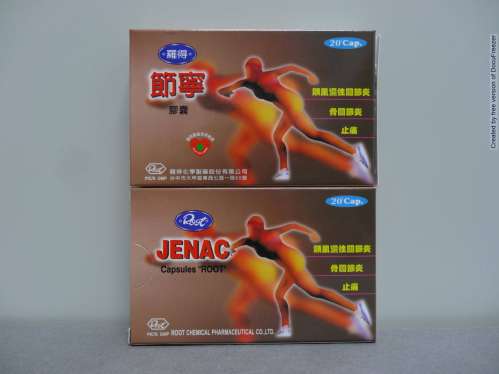 20 Cap.
羅得
節寧
膠囊
類風濕性關節炎
骨關節炎
止痛
羅得化學製藥股份有限公司
20 Cap.
Root
JENAC
Capsules "ROOT"
類風濕性關節炎
骨關節炎
止痛
Root
PIC/S GMP
ROOT CHEMICAL PHARMACEUTICAL CO.,LTD.
Created by free version of DocuFreezer